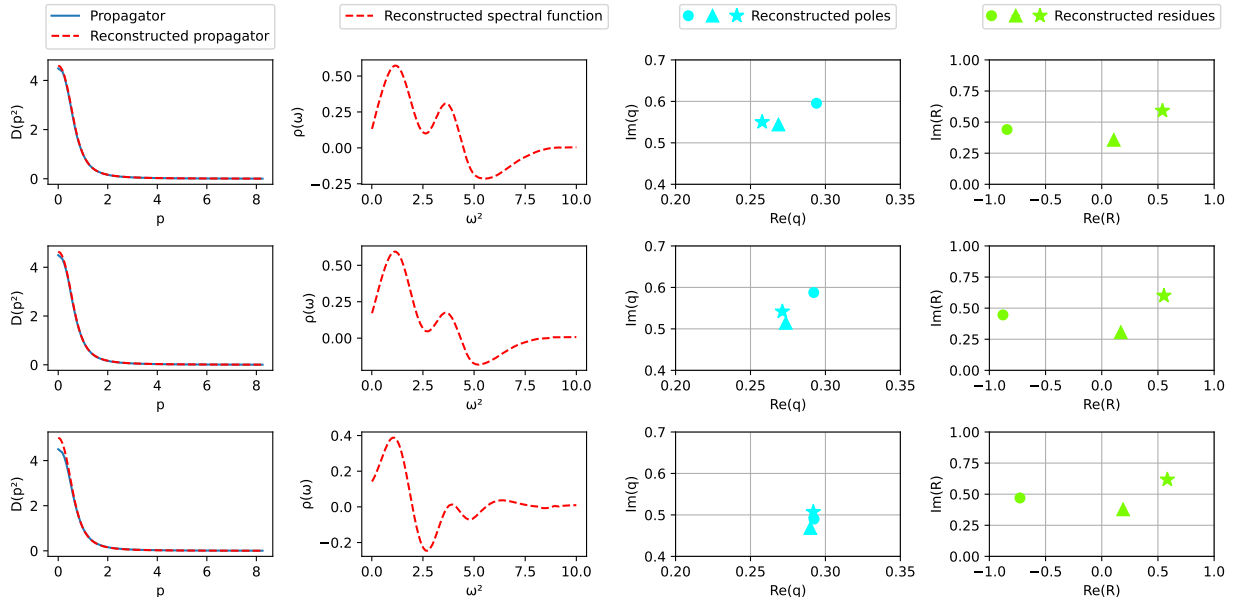 Propagator
Reconstructed propagator
Reconstructed spectral function
Reconstructed poles
Reconstructed residues
D(p²)
4
2
0
0 2 4 6 8
p
ρ(ω)
0.50
0.25
0.00
−0.25
0.0 2.5 5.0 7.5 10.0
ω²
Im(q)
0.7
0.6
0.5
0.4
0.20 0.25 0.30 0.35
Re(q)
Im(R)
1.00
0.75
0.50
0.25
0.00
−1.0 −0.5 0.0 0.5 1.0
Re(R)
D(p²)
4
2
0
0 2 4 6 8
p
ρ(ω)
0.50
0.25
0.00
0.0 2.5 5.0 7.5 10.0
ω²
Im(q)
0.7
0.6
0.5
0.4
0.20 0.25 0.30 0.35
Re(q)
Im(R)
1.00
0.75
0.50
0.25
0.00
−1.0 −0.5 0.0 0.5 1.0
Re(R)
D(p²)
4
2
0
0 2 4 6 8
p
ρ(ω)
0.4
0.2
0.0
−0.2
0.0 2.5 5.0 7.5 10.0
ω²
Im(q)
0.7
0.6
0.5
0.4
0.20 0.25 0.30 0.35
Re(q)
Im(R)
1.00
0.75
0.50
0.25
0.00
−1.0 −0.5 0.0 0.5 1.0
Re(R)